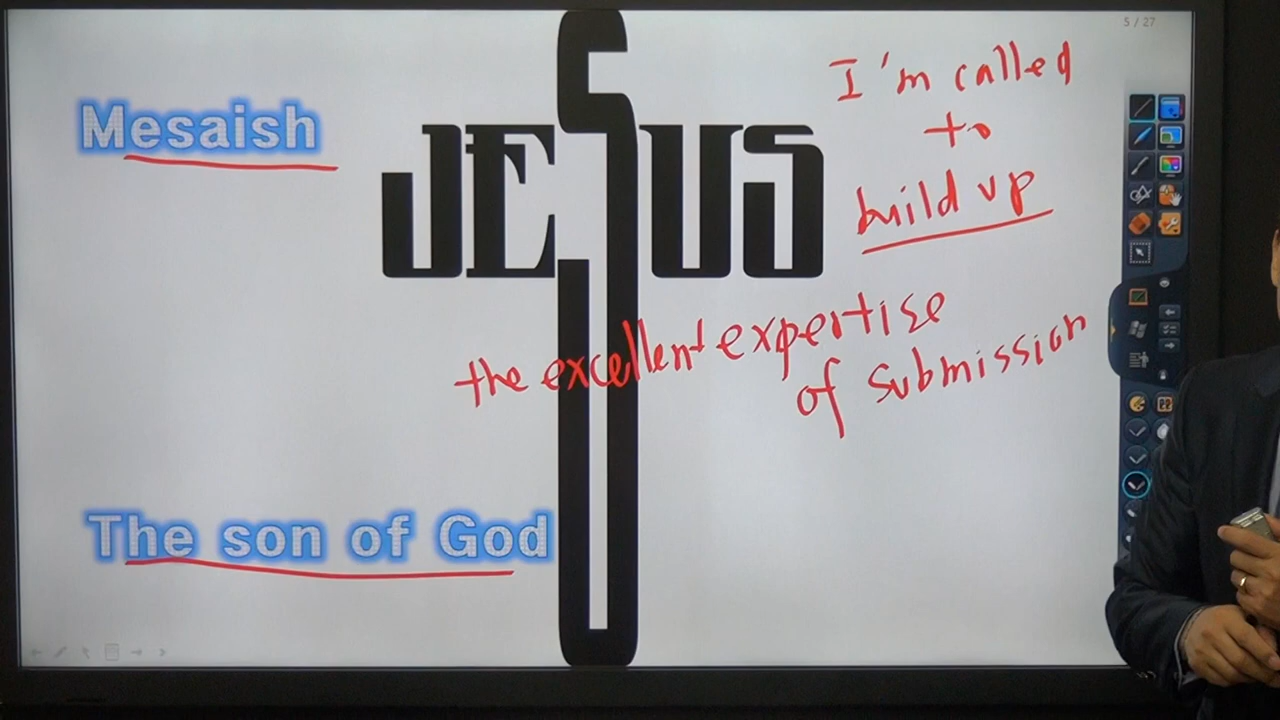 5 / 27
I'm called
to
build up
Mesaish
JESUS
the excellent expertise
of submission
The son of God